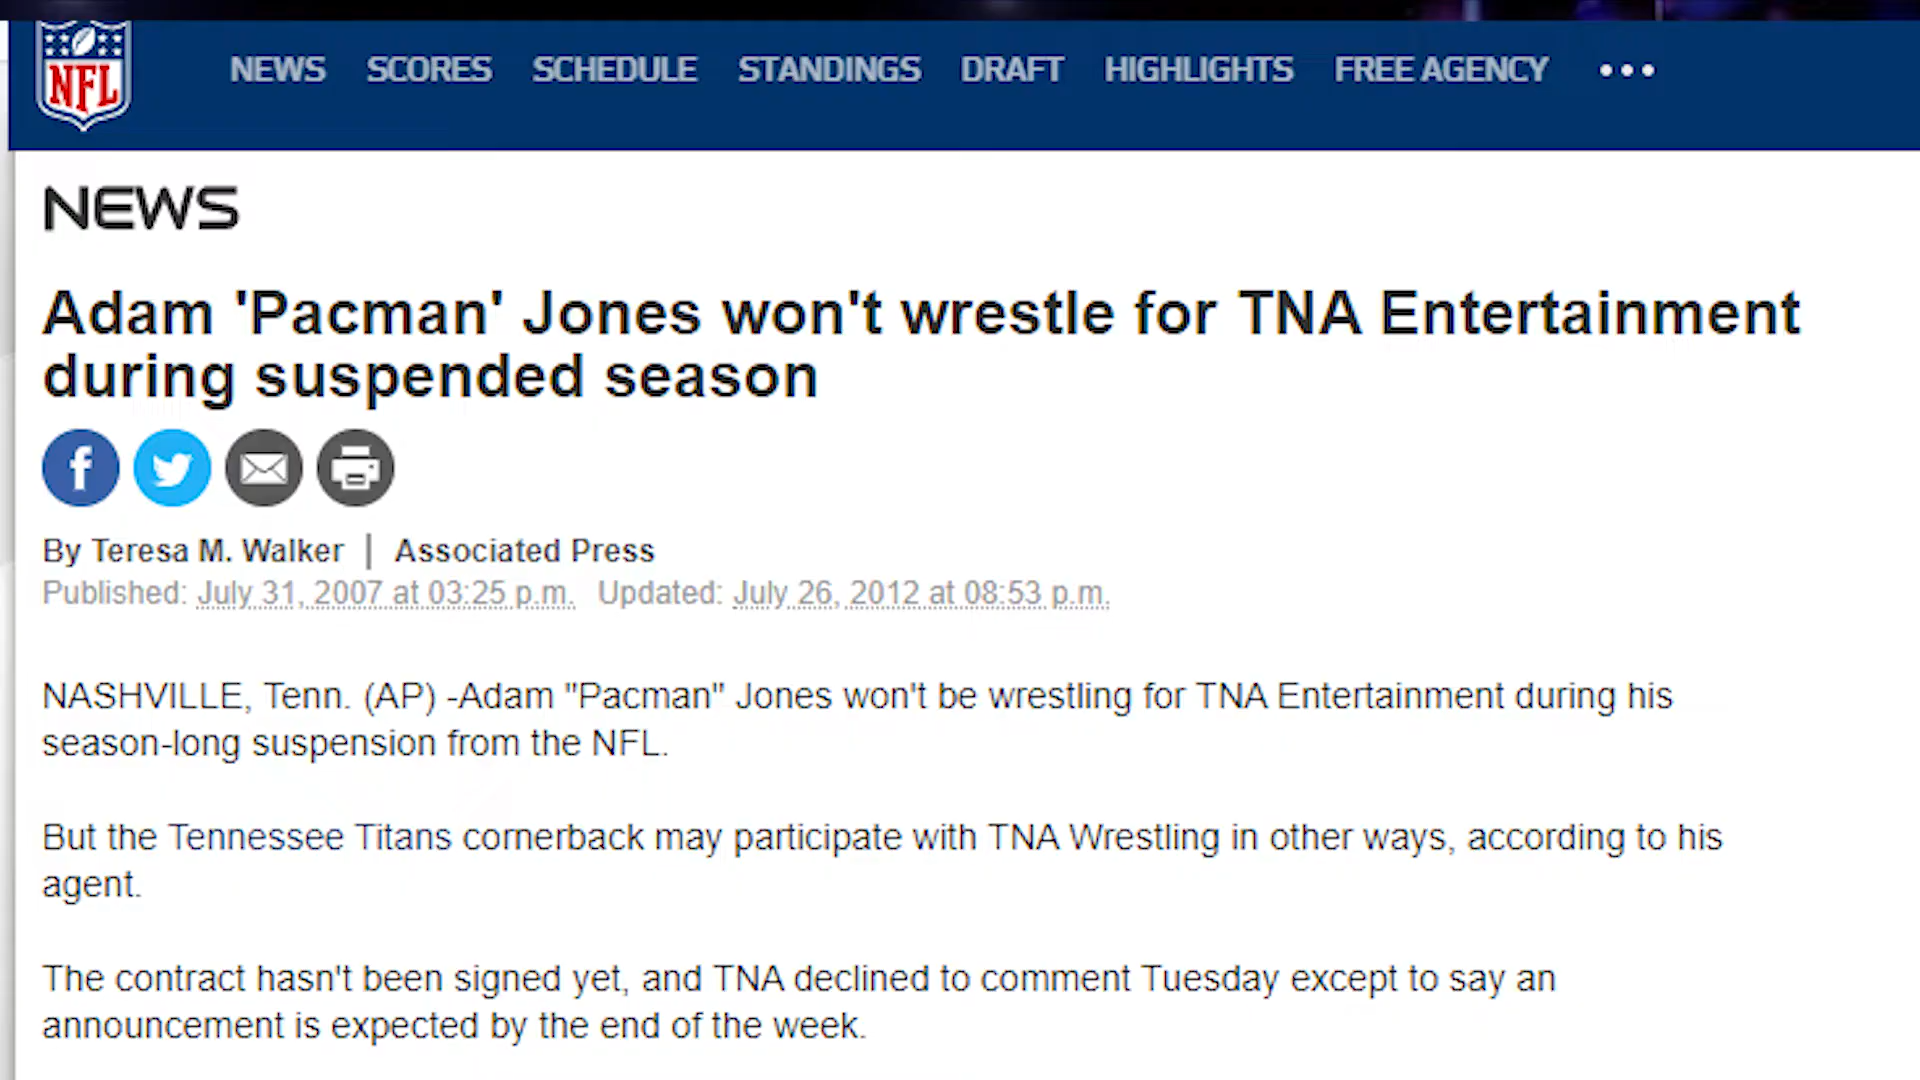 NFL
NEWS SCORES SCHEDULE STANDINGS DRAFT HIGHLIGHTS FREE AGENCY
NEWS
Adam 'Pacman' Jones won't wrestle for TNA Entertainment
during suspended season
By Teresa M. Walker | Associated Press
Published: July 31, 2007 at 03:25 p.m. Updated: July 26, 2012 at 08:53 p.m.
NASHVILLE, Tenn. (AP) -Adam "Pacman" Jones won't be wrestling for TNA Entertainment during his
season-long suspension from the NFL.
But the Tennessee Titans cornerback may participate with TNA Wrestling in other ways, according to his
agent.
The contract hasn't been signed yet, and TNA declined to comment Tuesday except to say an
announcement is expected by the end of the week.